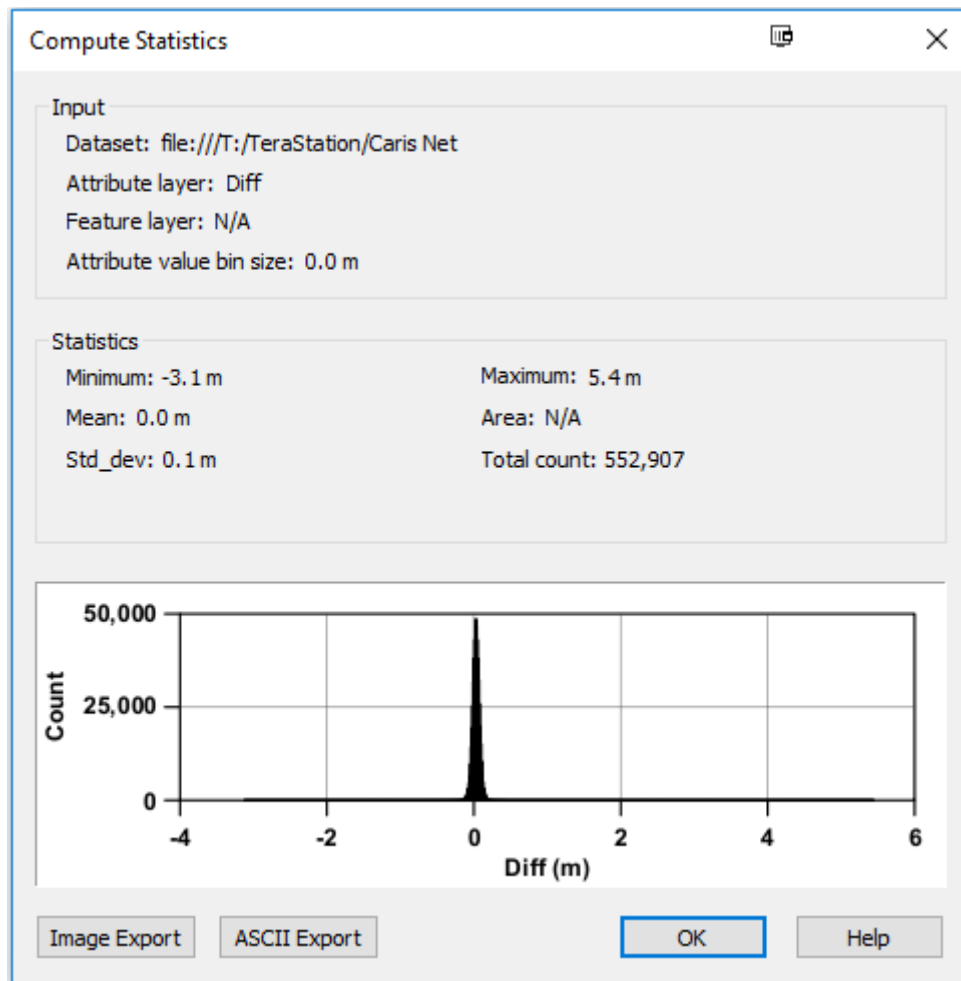 Compute Statistics
Input
Dataset: file:///T:/TeraStation/Caris Net
Attribute layer: Diff
Feature layer: N/A
Attribute value bin size: 0.0 m
Statistics
Minimum: -3.1 m
Maximum: 5.4 m
Mean: 0.0 m
Area: N/A
Std_dev: 0.1 m
Total count: 552,907
50,000
25,000
0
Count
-4 -2 0 2 4 6
Diff (m)
Image Export
ASCII Export
OK
Help